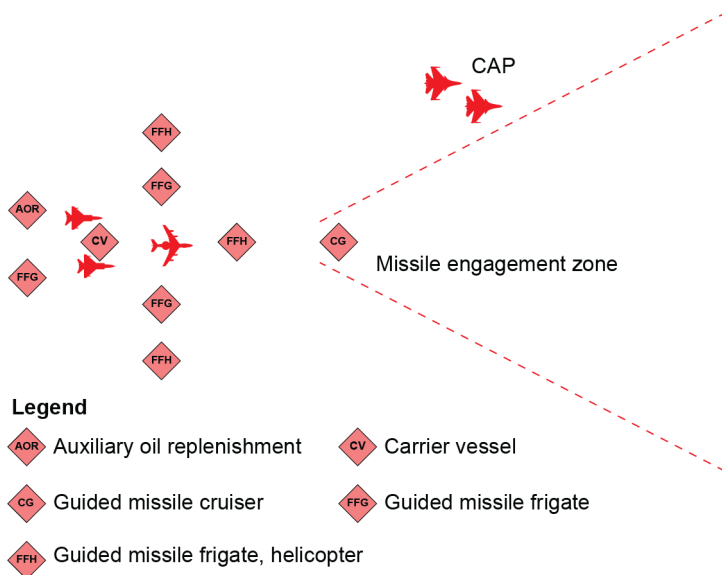 CAP
FFH
FFG
AOR
CV
FFH
CG
Missile engagement zone
FFG
FFG
FFH
Legend
AOR Auxiliary oil replenishment
CV Carrier vessel
CG Guided missile cruiser
FFG Guided missile frigate
FFH Guided missile frigate, helicopter